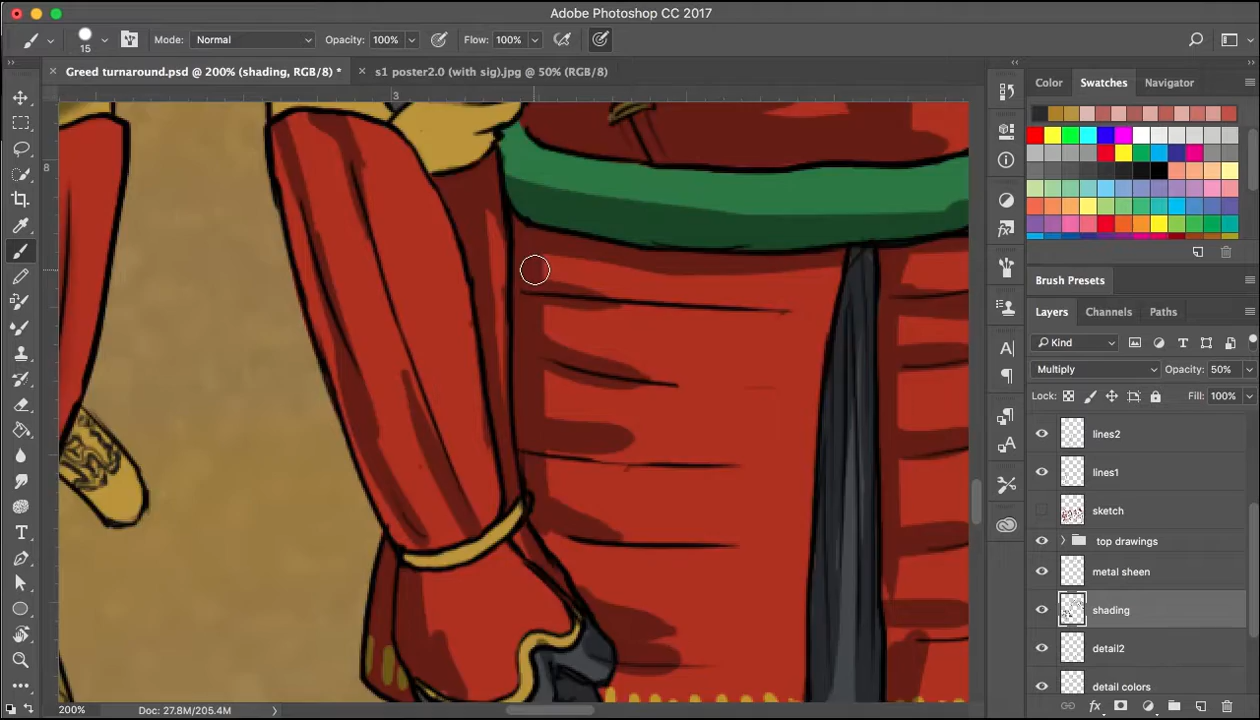 Adobe Photoshop CC 2017
15
Mode: Normal
Opacity: 100%
Flow: 100%
Greed turnaround.psd @ 200% (shading, RGB/8) *
s1 poster2.0 (with sig).jpg @ 50% (RGB/8)
3
8
Color
Swatches
Navigator
Brush Presets
Layers
Channels
Paths
Kind
Multiply
Opacity: 50%
Lock:
Fill: 100%
lines2
lines1
sketch
top drawings
metal sheen
shading
detail2
detail colors
200%
Doc: 27.8M/205.4M